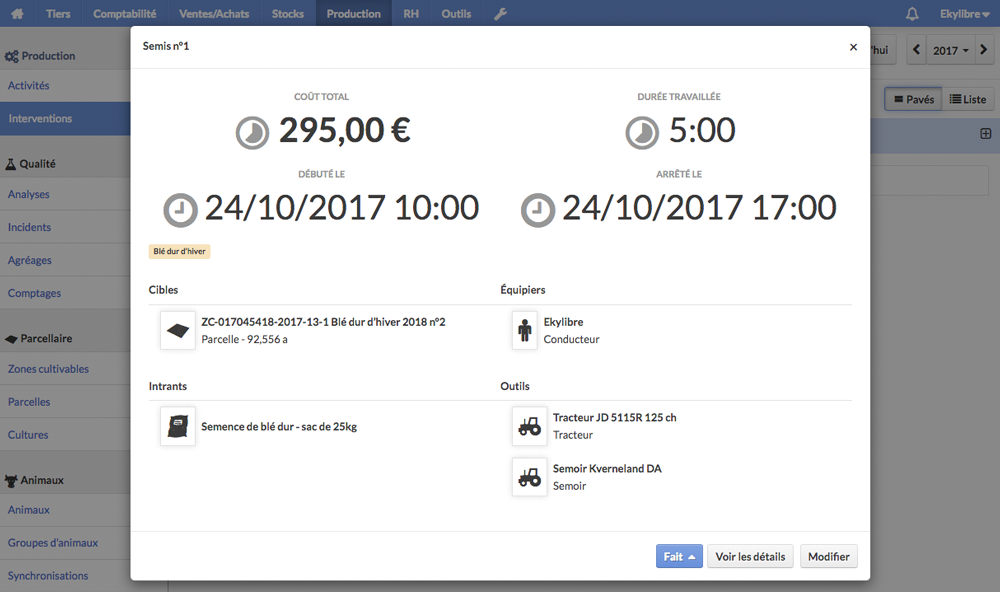 Tiers Comptabilité Ventes/Achats Stocks Production RH Outils Ekylibre
Production
Activités
Interventions
Qualité
Analyses
Incidents
Agréages
Comptages
Parcellaire
Zones cultivables
Parcelles
Cultures
Animaux
Animaux
Groupes d'animaux
Synchronisations
'hui 2017
Pavés Liste
Semis n°1 ×
COÛT TOTAL
295,00 €
DURÉE TRAVAILLÉE
5:00
DÉBUTÉ LE
24/10/2017 10:00
ARRÊTÉ LE
24/10/2017 17:00
Blé dur d'hiver
Cibles
ZC-017045418-2017-13-1 Blé dur d'hiver 2018 n°2
Parcelle - 92,556 a
Équipiers
Ekylibre
Conducteur
Intrants
Semence de blé dur - sac de 25kg
Outils
Tracteur JD 5115R 125 ch
Tracteur
Semoir Kverneland DA
Semoir
Fait Voir les détails Modifier